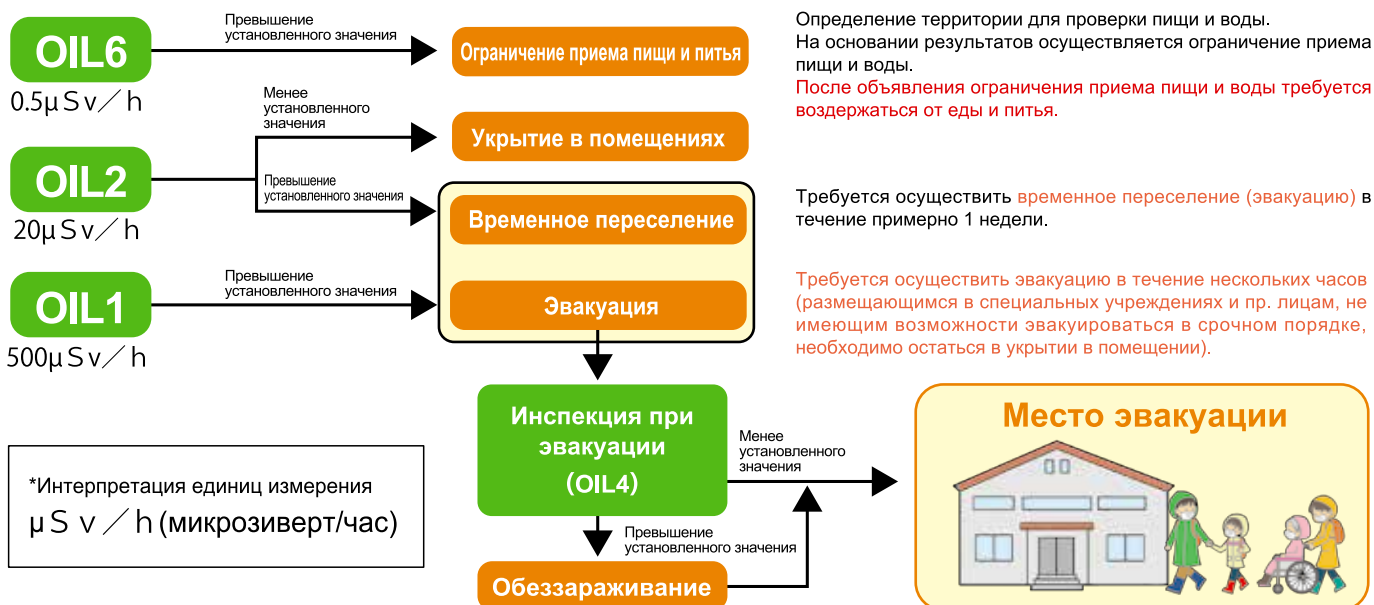 OIL6
0.5μSv/h
Превышение
установленного значения
Ограничение приема пищи и питья
Определение территории для проверки пищи и воды.
На основании результатов осуществляется ограничение приема
пищи и воды.
После объявления ограничения приема пищи и воды требуется
воздержаться от еды и питья.
OIL2
20μSv/h
Менее
установленного
значения
Укрытие в помещениях
Превышение
установленного значения
Временное переселение
Требуется осуществить временное переселение (эвакуацию) в
течение примерно 1 недели.
OIL1
500μSv/h
Превышение
установленного значения
Эвакуация
Требуется осуществить эвакуацию в течение нескольких часов
(размещающимся в специальных учреждениях и пр. лицам, не
имеющим возможности эвакуироваться в срочном порядке,
необходимо остаться в укрытии в помещении).
Инспекция при
эвакуации
(OIL4)
Менее
установленного
значения
Превышение
установленного значения
Обеззараживание
Место эвакуации
*Интерпретация единиц измерения
μSv/h (микрозиверт/час)